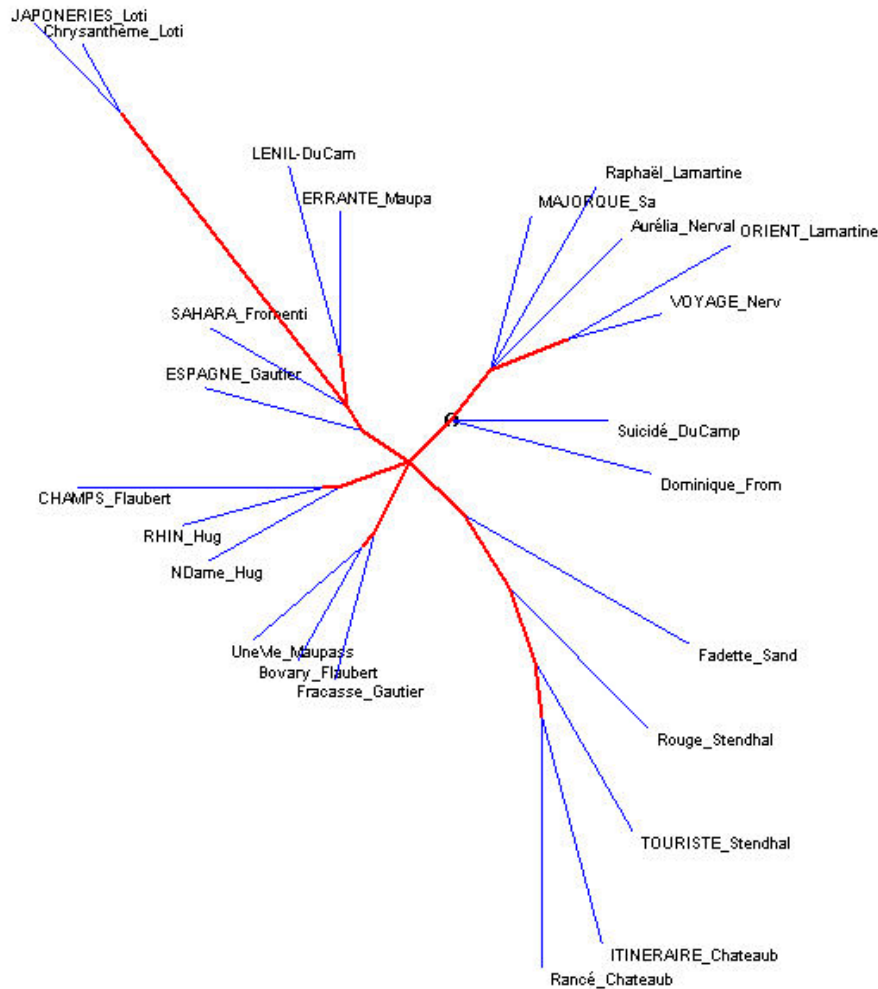 JAPONERIES_Loti
Chrysanthème_Loti
LENIL-DuCam
Raphaël_Lamartine
ERRANTE_Maupa
MAJORQUE_Sa
Aurélia_Nerval
ORIENT_Lamartine
VOYAGE_Nerv
SAHARA_Fromenti
ESPAGNE_Gautier
Suicidé_DuCamp
Dominique_From
CHAMPS_Flaubert
RHIN_Hug
NDame_Hug
UneVie_Maupass
Fadette_Sand
Bovary_Flaubert
Fracasse_Gautier
Rouge_Stendhal
TOURISTE_Stendhal
ITINERAIRE_Chateaub
Rancé_Chateaub